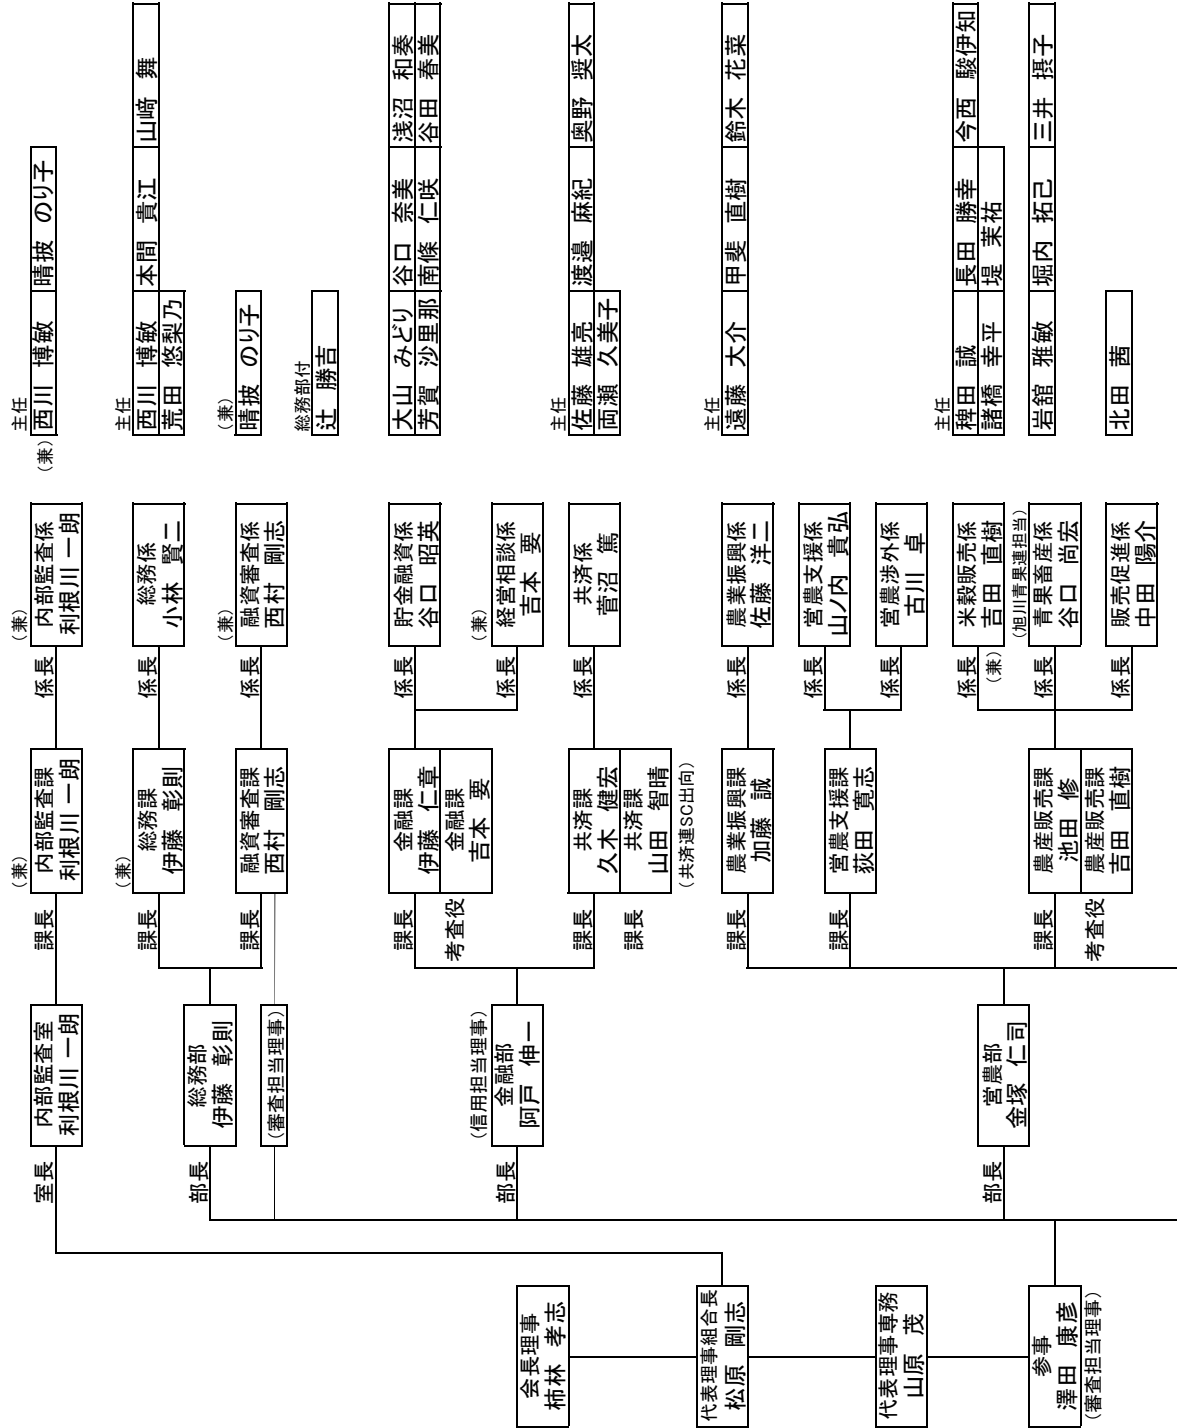 会長理事
柿林 孝志
代表理事組合長
松原 剛志
代表理事専務
山原 茂
参事
澤田 康彦
(審査担当理事)
室長
内部監査室
利根川 一朗
課長
(兼)
内部監査課
利根川 一朗
係長
(兼)
内部監査係
利根川 一朗
主任
(兼)
西川 博敏
晴披 のり子
部長
総務部
伊藤 彰則
(審査担当理事)
課長
(兼)
総務課
伊藤 彰則
係長
総務係
小林 賢二
主任
西川 博敏
本間 貴江
山﨑 舞
荒田 悠梨乃
課長
融資審査課
西村 剛志
係長
(兼)
融資審査係
西村 剛志
(兼)
晴披 のり子
総務部付
辻 勝吉
部長
(信用担当理事)
金融部
阿戸 伸一
課長
金融課
伊藤 仁章
考査役
金融課
吉本 要
係長
貯金融資係
谷口 昭英
大山 みどり
谷口 奈美
浅沼 和奏
芳賀 沙里那
南條 仁咲
谷田 春美
係長
(兼)
経営相談係
吉本 要
課長
共済課
久木 健宏
課長
共済課
山田 智晴
(共済連SC出向)
係長
共済係
菅沼 篤
主任
佐藤 雄亮
渡邉 麻紀
奥野 奨太
両瀬 久美子
部長
営農部
金塚 仁司
課長
農業振興課
加藤 誠
係長
農業振興係
佐藤 洋二
主任
遠藤 大介
甲斐 直樹
鈴木 花菜
課長
営農支援課
荻田 寛志
係長
営農支援係
山ノ内 貴弘
係長
営農渉外係
古川 卓
課長
農産販売課
池田 修
考査役
農産販売課
吉田 直樹
係長
(兼)
米穀販売係
吉田 直樹
主任
稗田 誠
長田 勝幸
今西 駿伊知
諸橋 幸平
堤 茉祐
係長
(旭川青果連担当)
青果畜産係
谷口 尚宏
岩舘 雅敏
堀内 拓己
三井 摂子
係長
販売促進係
中田 陽介
北田 茜